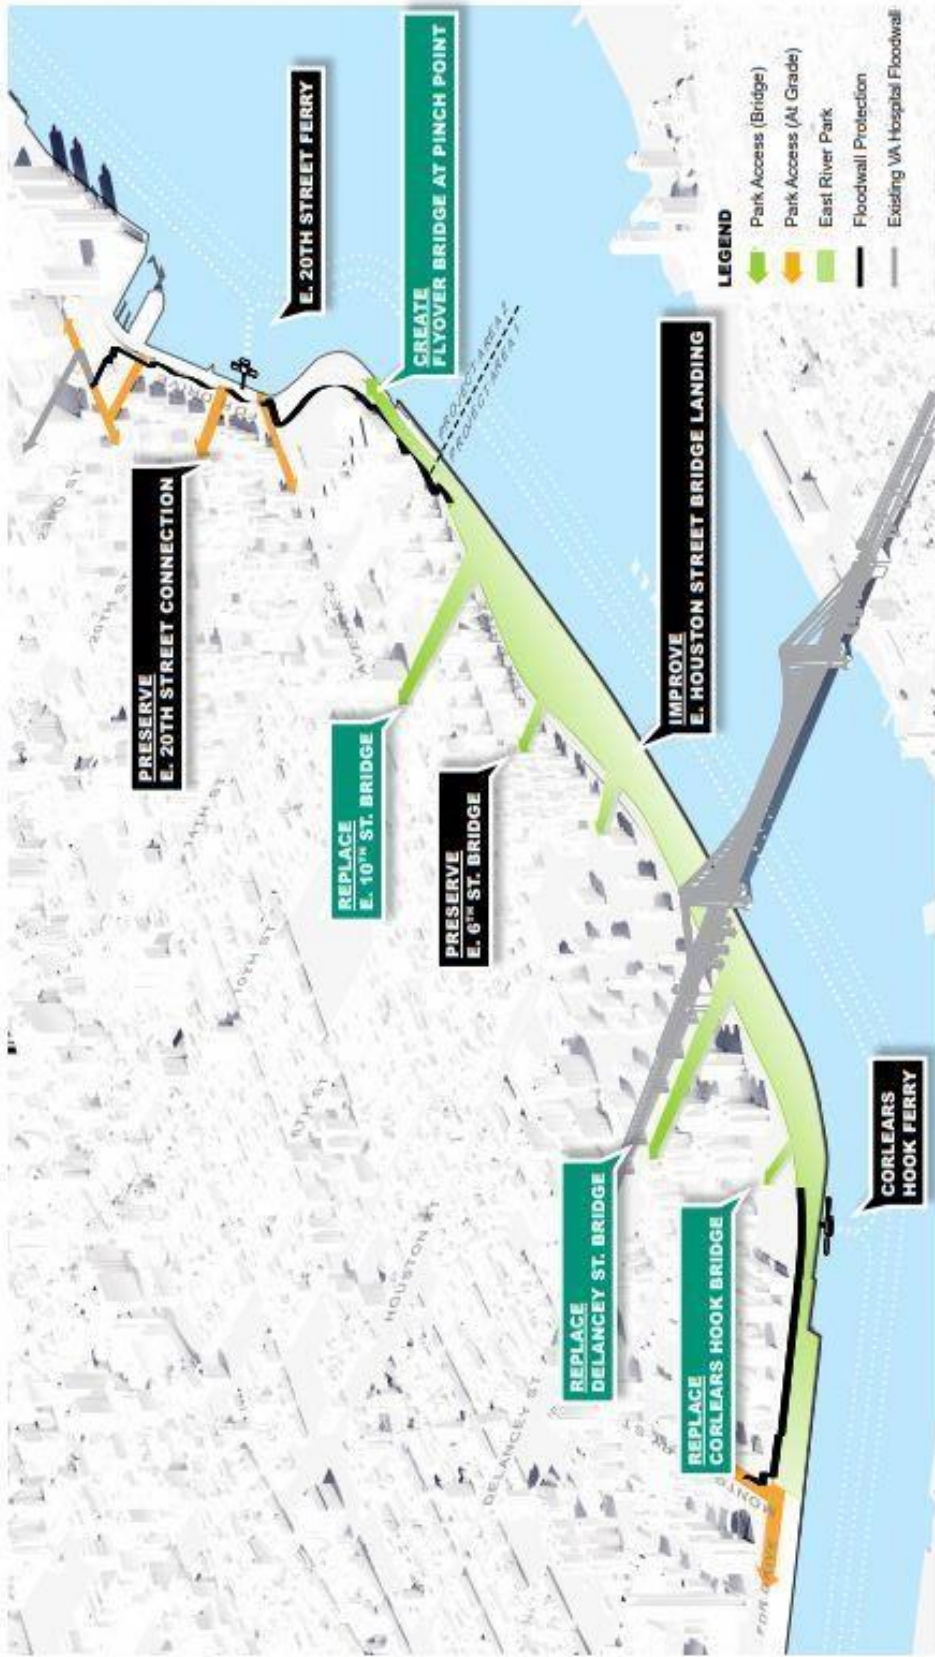 PRESERVE
E. 20TH STREET CONNECTION
REPLACE
E. 10TH ST. BRIDGE
PRESERVE
E. 6TH ST. BRIDGE
REPLACE
DELANCEY ST. BRIDGE
REPLACE
CORLEARS HOOK BRIDGE
CORLEARS
HOOK FERRY
IMPROVE
E. HOUSTON STREET BRIDGE LANDING
CREATE
FLYOVER BRIDGE AT PINCH POINT
E. 20TH STREET FERRY
PROJECT AREA 2
PROJECT AREA 1
23RD ST
20TH ST
AVENUE C
14TH ST
10TH ST
HOUSTON ST
DELANCEY ST
FDR DRIVE
LEGEND
Park Access (Bridge)
Park Access (At Grade)
East River Park
Floodwall Protection
Existing VA Hospital Floodwall